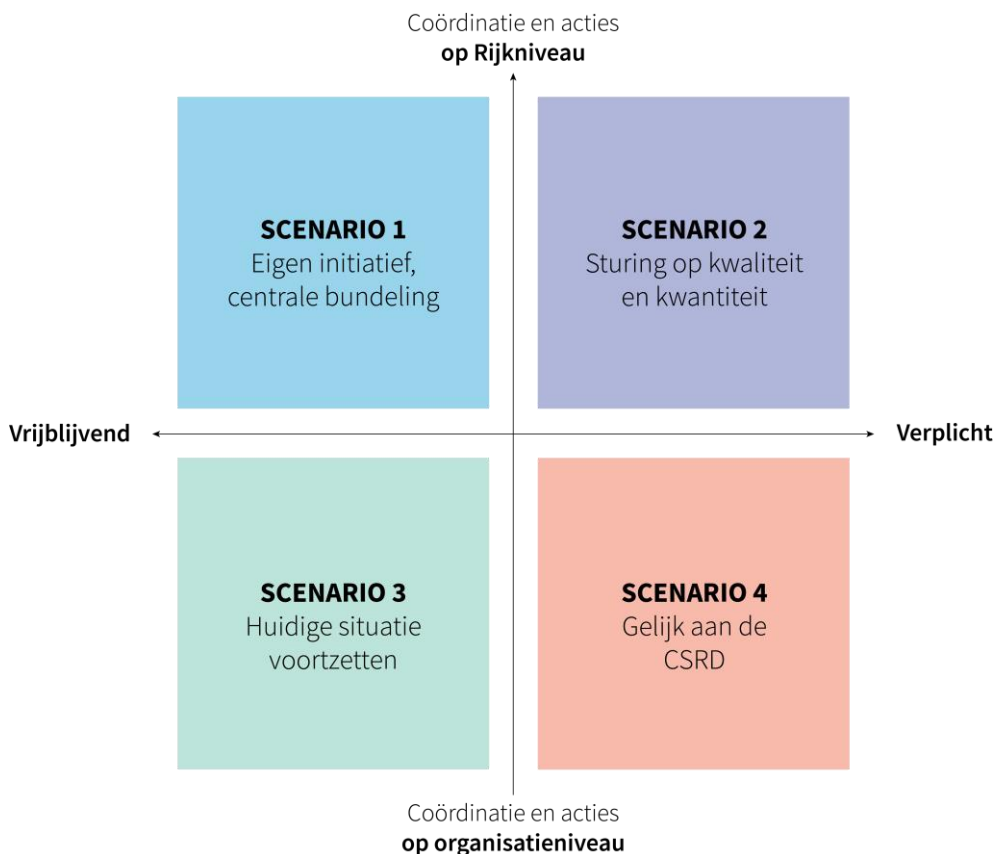 Coördinatie en acties
op Rijkniveau
SCENARIO 1
Eigen initiatief,
centrale bundeling
SCENARIO 2
Sturing op kwaliteit
en kwantiteit
Vrijblijvend
Verplicht
SCENARIO 3
Huidige situatie
voortzetten
SCENARIO 4
Gelijk aan de
CSRD
Coördinatie en acties
op organisatieniveau